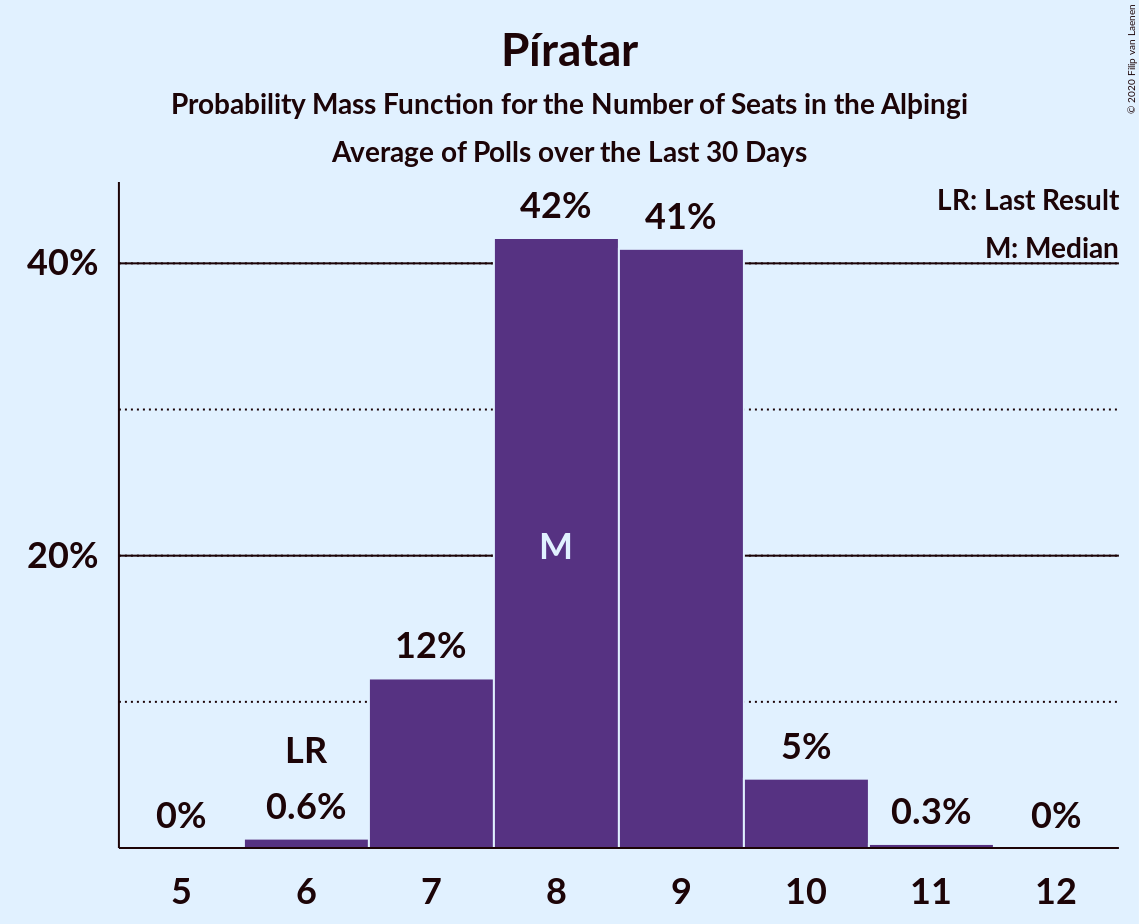 Píratar
Probability Mass Function for the Number of Seats in the Alþingi
Average of Polls over the Last 30 Days
© 2020 Filip van Laenen
LR: Last Result
M: Median
42%
41%
40%
M
20%
12%
LR
5%
0%
0.6%
0.3%
0%
5 6 7 8 9 10 11 12